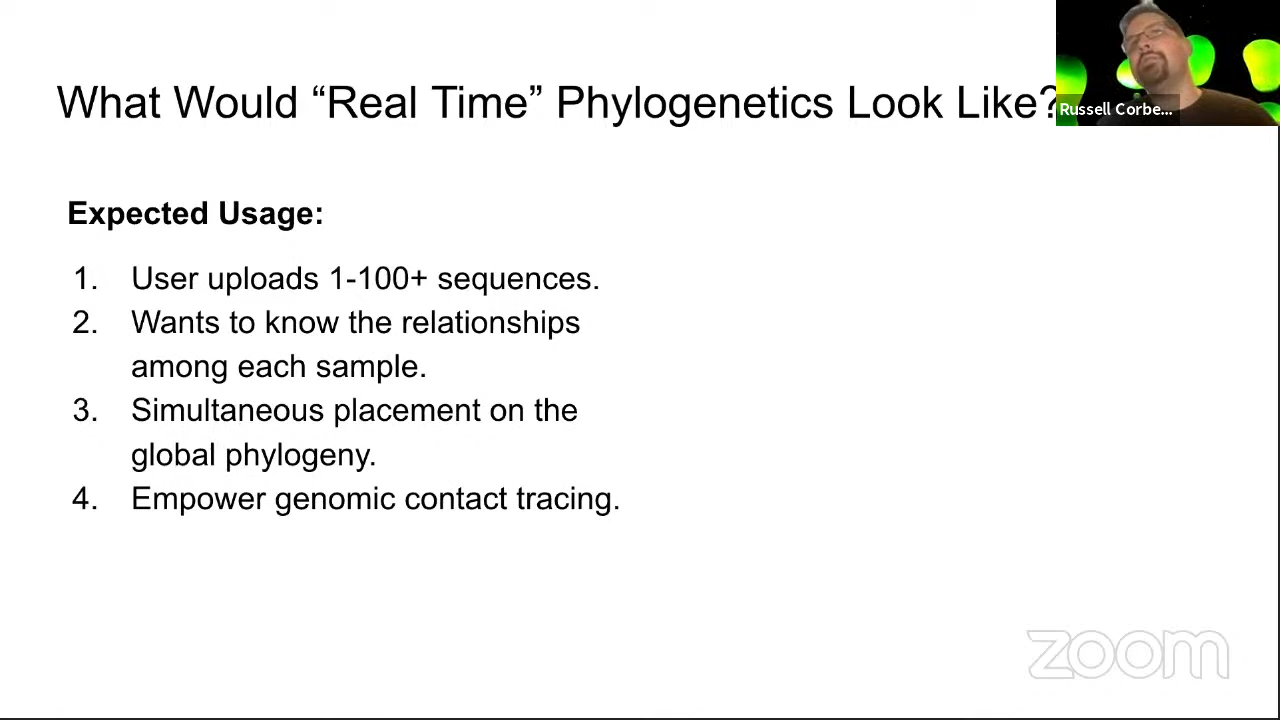 What Would “Real Time” Phylogenetics Look Like?
Russell Corbe...
Expected Usage:
1. User uploads 1-100+ sequences.
2. Wants to know the relationships
among each sample.
3. Simultaneous placement on the
global phylogeny.
4. Empower genomic contact tracing.
zoom